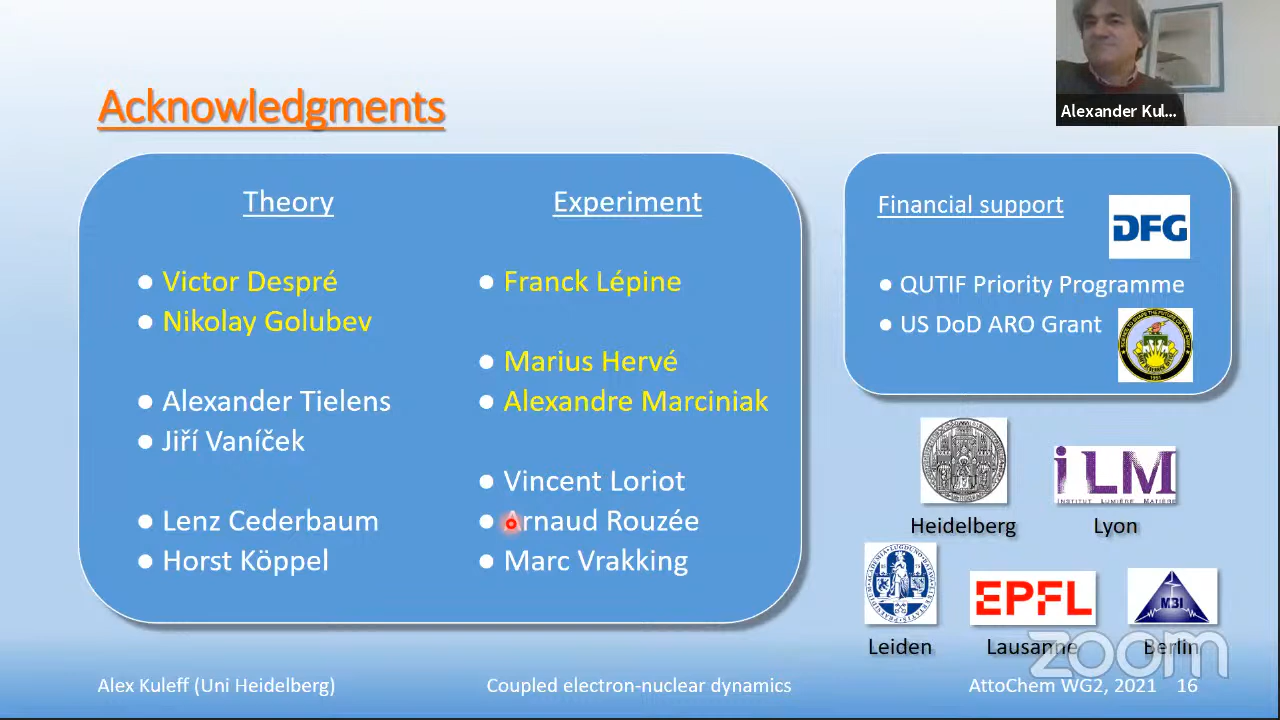 Alexander Kul...
Acknowledgments
Theory
● Victor Despré
● Nikolay Golubev
● Alexander Tielens
● Jiří Vaníček
● Lenz Cederbaum
● Horst Köppel
Experiment
● Franck Lépine
● Marius Hervé
● Alexandre Marciniak
● Vincent Loriot
● Arnaud Rouzée
● Marc Vrakking
Financial support
DFG
● QUTIF Priority Programme
● US DoD ARO Grant
iLM
INSTITUT LUMIÈRE MATIÈRE
Heidelberg
Lyon
EPFL
MBI
Leiden
Lausanne
Berlin
zoom
Alex Kuleff (Uni Heidelberg)
Coupled electron-nuclear dynamics
AttoChem WG2, 2021 16